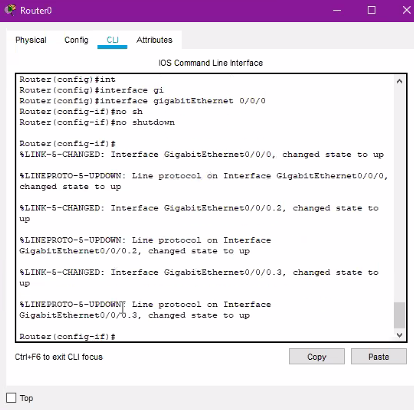 Router0
Physical Config CLI Attributes
IOS Command Line Interface
Router(config)#int
Router(config)#interface gi
Router(config)#interface gigabitEthernet 0/0/0
Router(config-if)#no sh
Router(config-if)#no shutdown
Router(config-if)#
%LINK-5-CHANGED: Interface GigabitEthernet0/0/0, changed state to up
%LINEPROTO-5-UPDOWN: Line protocol on Interface GigabitEthernet0/0/0,
changed state to up
%LINK-5-CHANGED: Interface GigabitEthernet0/0/0.2, changed state to
up
%LINEPROTO-5-UPDOWN: Line protocol on Interface
GigabitEthernet0/0/0.2, changed state to up
%LINK-5-CHANGED: Interface GigabitEthernet0/0/0.3, changed state to
up
%LINEPROTO-5-UPDOWN: Line protocol on Interface
GigabitEthernet0/0/0.3, changed state to up
Router(config-if)#
Ctrl+F6 to exit CLI focus
Copy Paste
Top